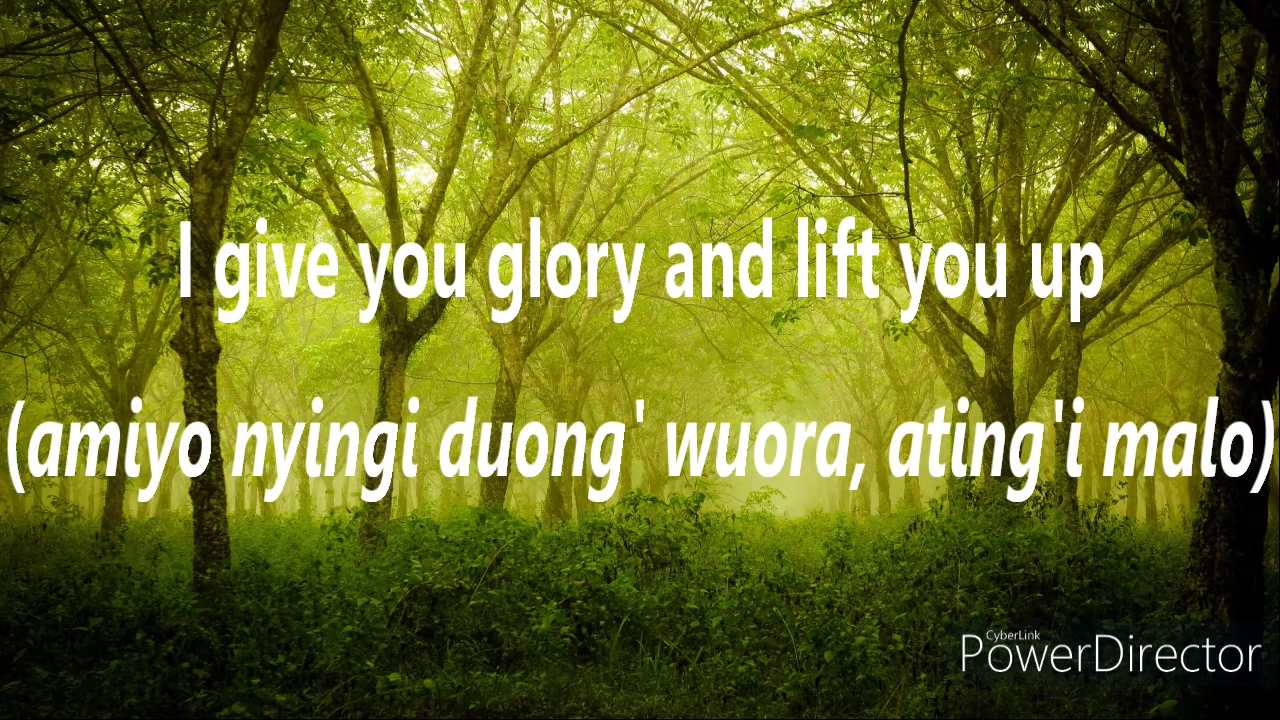 I give you glory and lift you up
(amiyo nyingi duong' wuora, ating'i malo)
CyberLink
PowerDirector